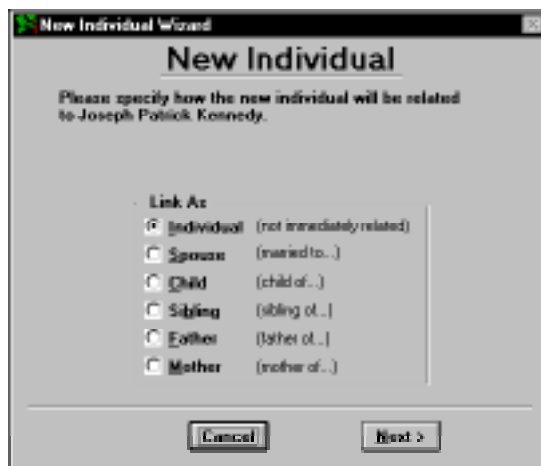 New Individual Wizard
New Individual
Please specify how the new individual will be related
to Joseph Patrick Kennedy.
Link As
Individual (not immediately related)
Spouse (married to...)
Child (child of...)
Sibling (sibling of...)
Father (father of...)
Mother (mother of...)
Cancel Next >